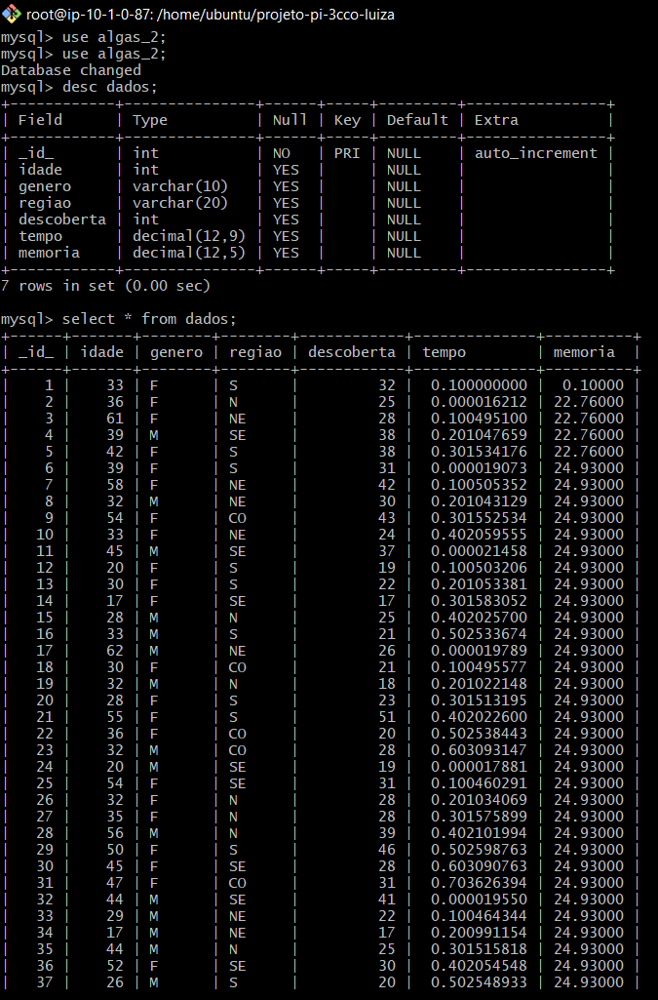 root@ip-10-1-0-87: /home/ubuntu/projeto-pi-3cco-luiza
mysql> use algas_2;
mysql> use algas_2;
Database changed
mysql> desc dados;
+------------+---------------+------+-----+---------+----------------+
| Field      | Type          | Null | Key | Default | Extra          |
+------------+---------------+------+-----+---------+----------------+
| _id_       | int           | NO   | PRI | NULL    | auto_increment |
| idade      | int           | YES  |     | NULL    |                |
| genero     | varchar(10)   | YES  |     | NULL    |                |
| regiao     | varchar(20)   | YES  |     | NULL    |                |
| descoberta | int           | YES  |     | NULL    |                |
| tempo      | decimal(12,9) | YES  |     | NULL    |                |
| memoria    | decimal(12,5) | YES  |     | NULL    |                |
+------------+---------------+------+-----+---------+----------------+
7 rows in set (0.00 sec)
mysql> select * from dados;
+------+-------+--------+--------+------------+-------------+----------+
| _id_ | idade | genero | regiao | descoberta | tempo       | memoria  |
+------+-------+--------+--------+------------+-------------+----------+
|    1 |    33 | F      | S      |         32 | 0.100000000 |  0.10000 |
|    2 |    36 | F      | N      |         25 | 0.000016212 | 22.76000 |
|    3 |    61 | F      | NE     |         28 | 0.100495100 | 22.76000 |
|    4 |    39 | M      | SE     |         38 | 0.201047659 | 22.76000 |
|    5 |    42 | F      | S      |         38 | 0.301534176 | 22.76000 |
|    6 |    39 | F      | S      |         31 | 0.000019073 | 24.93000 |
|    7 |    58 | F      | NE     |         42 | 0.100505352 | 24.93000 |
|    8 |    32 | M      | NE     |         30 | 0.201043129 | 24.93000 |
|    9 |    54 | F      | CO     |         43 | 0.301552534 | 24.93000 |
|   10 |    33 | F      | NE     |         24 | 0.402059555 | 24.93000 |
|   11 |    45 | M      | SE     |         37 | 0.000021458 | 24.93000 |
|   12 |    20 | F      | S      |         19 | 0.100503206 | 24.93000 |
|   13 |    30 | F      | S      |         22 | 0.201053381 | 24.93000 |
|   14 |    17 | F      | SE     |         17 | 0.301583052 | 24.93000 |
|   15 |    28 | M      | N      |         25 | 0.402025700 | 24.93000 |
|   16 |    33 | M      | S      |         21 | 0.502533674 | 24.93000 |
|   17 |    62 | M      | NE     |         26 | 0.000019789 | 24.93000 |
|   18 |    30 | F      | CO     |         21 | 0.100495577 | 24.93000 |
|   19 |    32 | M      | N      |         18 | 0.201022148 | 24.93000 |
|   20 |    28 | F      | S      |         23 | 0.301513195 | 24.93000 |
|   21 |    55 | F      | S      |         51 | 0.402022600 | 24.93000 |
|   22 |    36 | F      | CO     |         20 | 0.502538443 | 24.93000 |
|   23 |    32 | M      | CO     |         28 | 0.603093147 | 24.93000 |
|   24 |    20 | M      | SE     |         19 | 0.000017881 | 24.93000 |
|   25 |    54 | F      | SE     |         31 | 0.100460291 | 24.93000 |
|   26 |    32 | F      | N      |         28 | 0.201034069 | 24.93000 |
|   27 |    35 | F      | N      |         28 | 0.301575899 | 24.93000 |
|   28 |    56 | M      | N      |         39 | 0.402101994 | 24.93000 |
|   29 |    50 | F      | S      |         46 | 0.502598763 | 24.93000 |
|   30 |    45 | F      | SE     |         28 | 0.603090763 | 24.93000 |
|   31 |    47 | F      | CO     |         31 | 0.703626394 | 24.93000 |
|   32 |    44 | M      | SE     |         41 | 0.000019550 | 24.93000 |
|   33 |    29 | M      | NE     |         22 | 0.100464344 | 24.93000 |
|   34 |    17 | M      | NE     |         17 | 0.200991154 | 24.93000 |
|   35 |    44 | M      | N      |         25 | 0.301515818 | 24.93000 |
|   36 |    52 | F      | SE     |         30 | 0.402054548 | 24.93000 |
|   37 |    26 | M      | S      |         20 | 0.502548933 | 24.93000 |